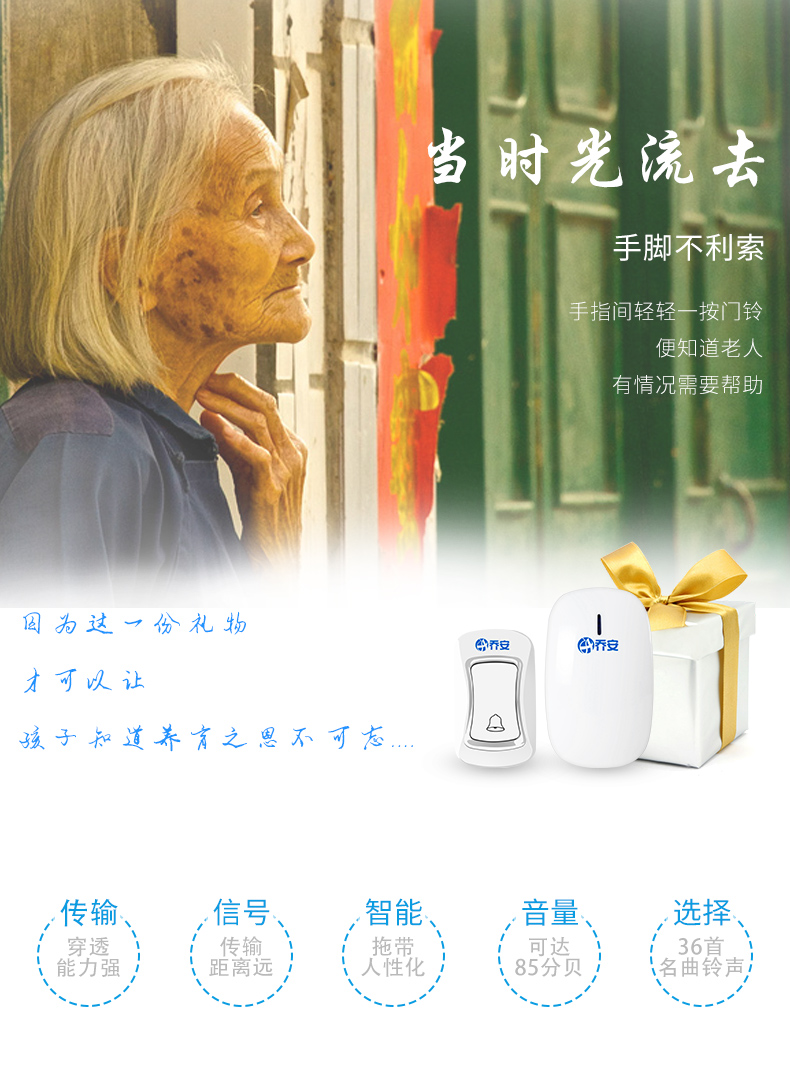 当时光流去
手脚不利索
手指间轻轻一按门铃
便知道老人
有情况需要帮助
因为这一份礼物
才可以让
孩子知道养育之恩不可忘....
乔安
乔安
传输
穿透
能力强
信号
传输
距离远
智能
拖带
人性化
音量
可达
85分贝
选择
36首
名曲铃声